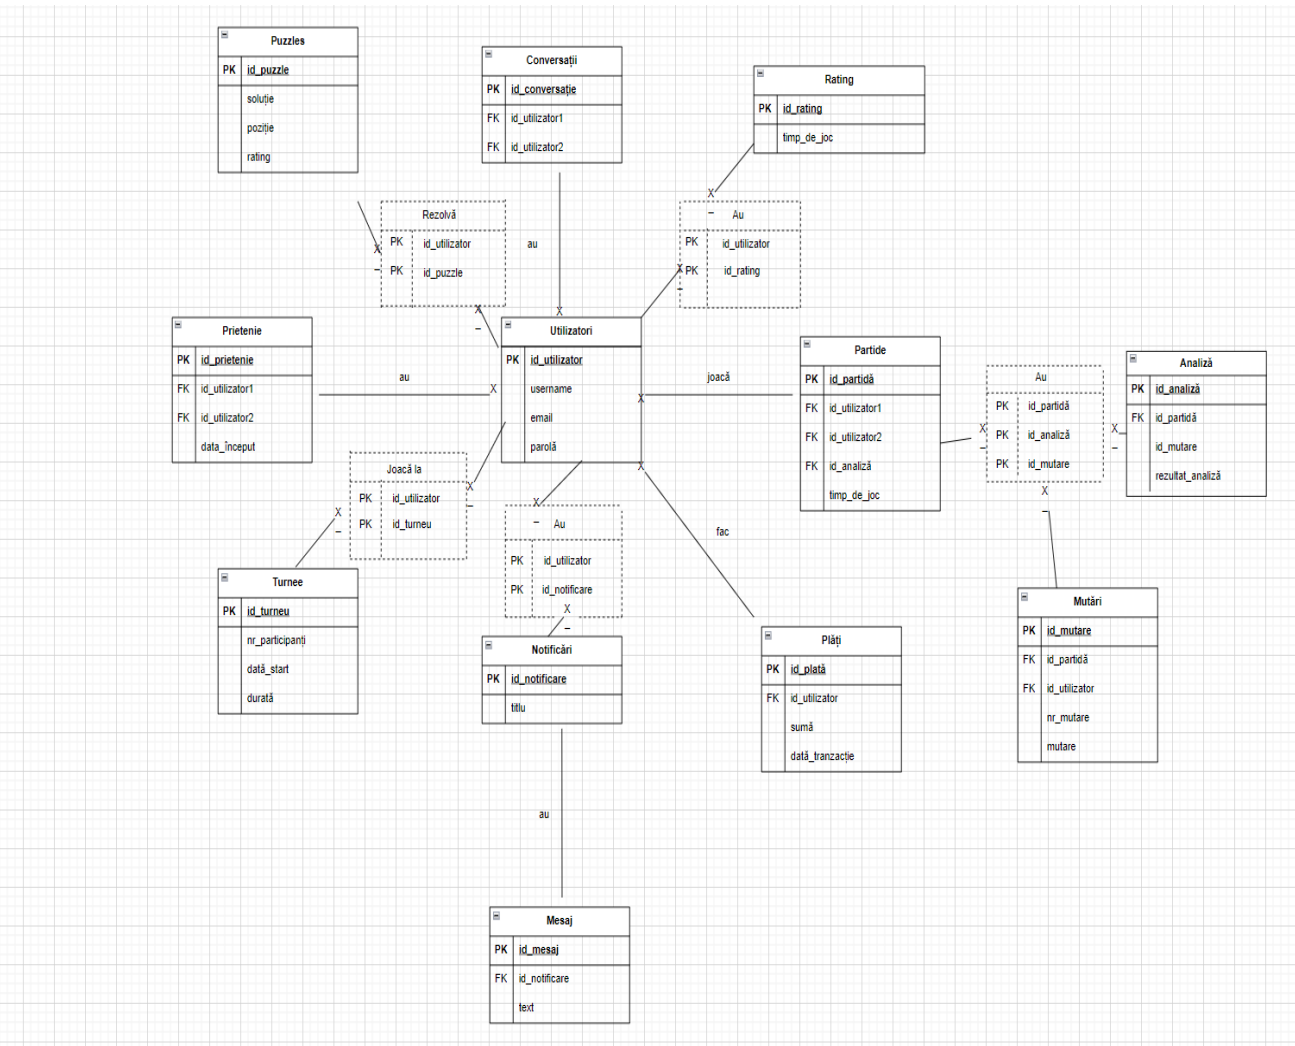 Puzzles
PK id_puzzle
soluție
poziție
rating
Conversații
PK id_conversație
FK id_utilizator1
FK id_utilizator2
Rating
PK id_rating
timp_de_joc
X
–
Rezolvă
PK id_utilizator
PK id_puzzle
X
–
X
–
au
X
Au
PK id_utilizator
PK id_rating
X
–
X
–
Prietenie
PK id_prietenie
FK id_utilizator1
FK id_utilizator2
data_început
au
X
Utilizatori
PK id_utilizator
username
email
parolă
joacă
X
X
Partide
PK id_partidă
FK id_utilizator1
FK id_utilizator2
FK id_analiză
timp_de_joc
Au
PK id_partidă
PK id_analiză
PK id_mutare
X
–
X
–
X
–
Analiză
PK id_analiză
FK id_partidă
id_mutare
rezultat_analiză
Joacă la
PK id_utilizator
PK id_turneu
X
–
X
–
Au
PK id_utilizator
PK id_notificare
X
–
fac
Turnee
PK id_turneu
nr_participanți
dată_start
durată
Notificări
PK id_notificare
titlu
Plăți
PK id_plată
FK id_utilizator
sumă
dată_tranzacție
Mutări
PK id_mutare
FK id_partidă
FK id_utilizator
nr_mutare
mutare
au
Mesaj
PK id_mesaj
FK id_notificare
text